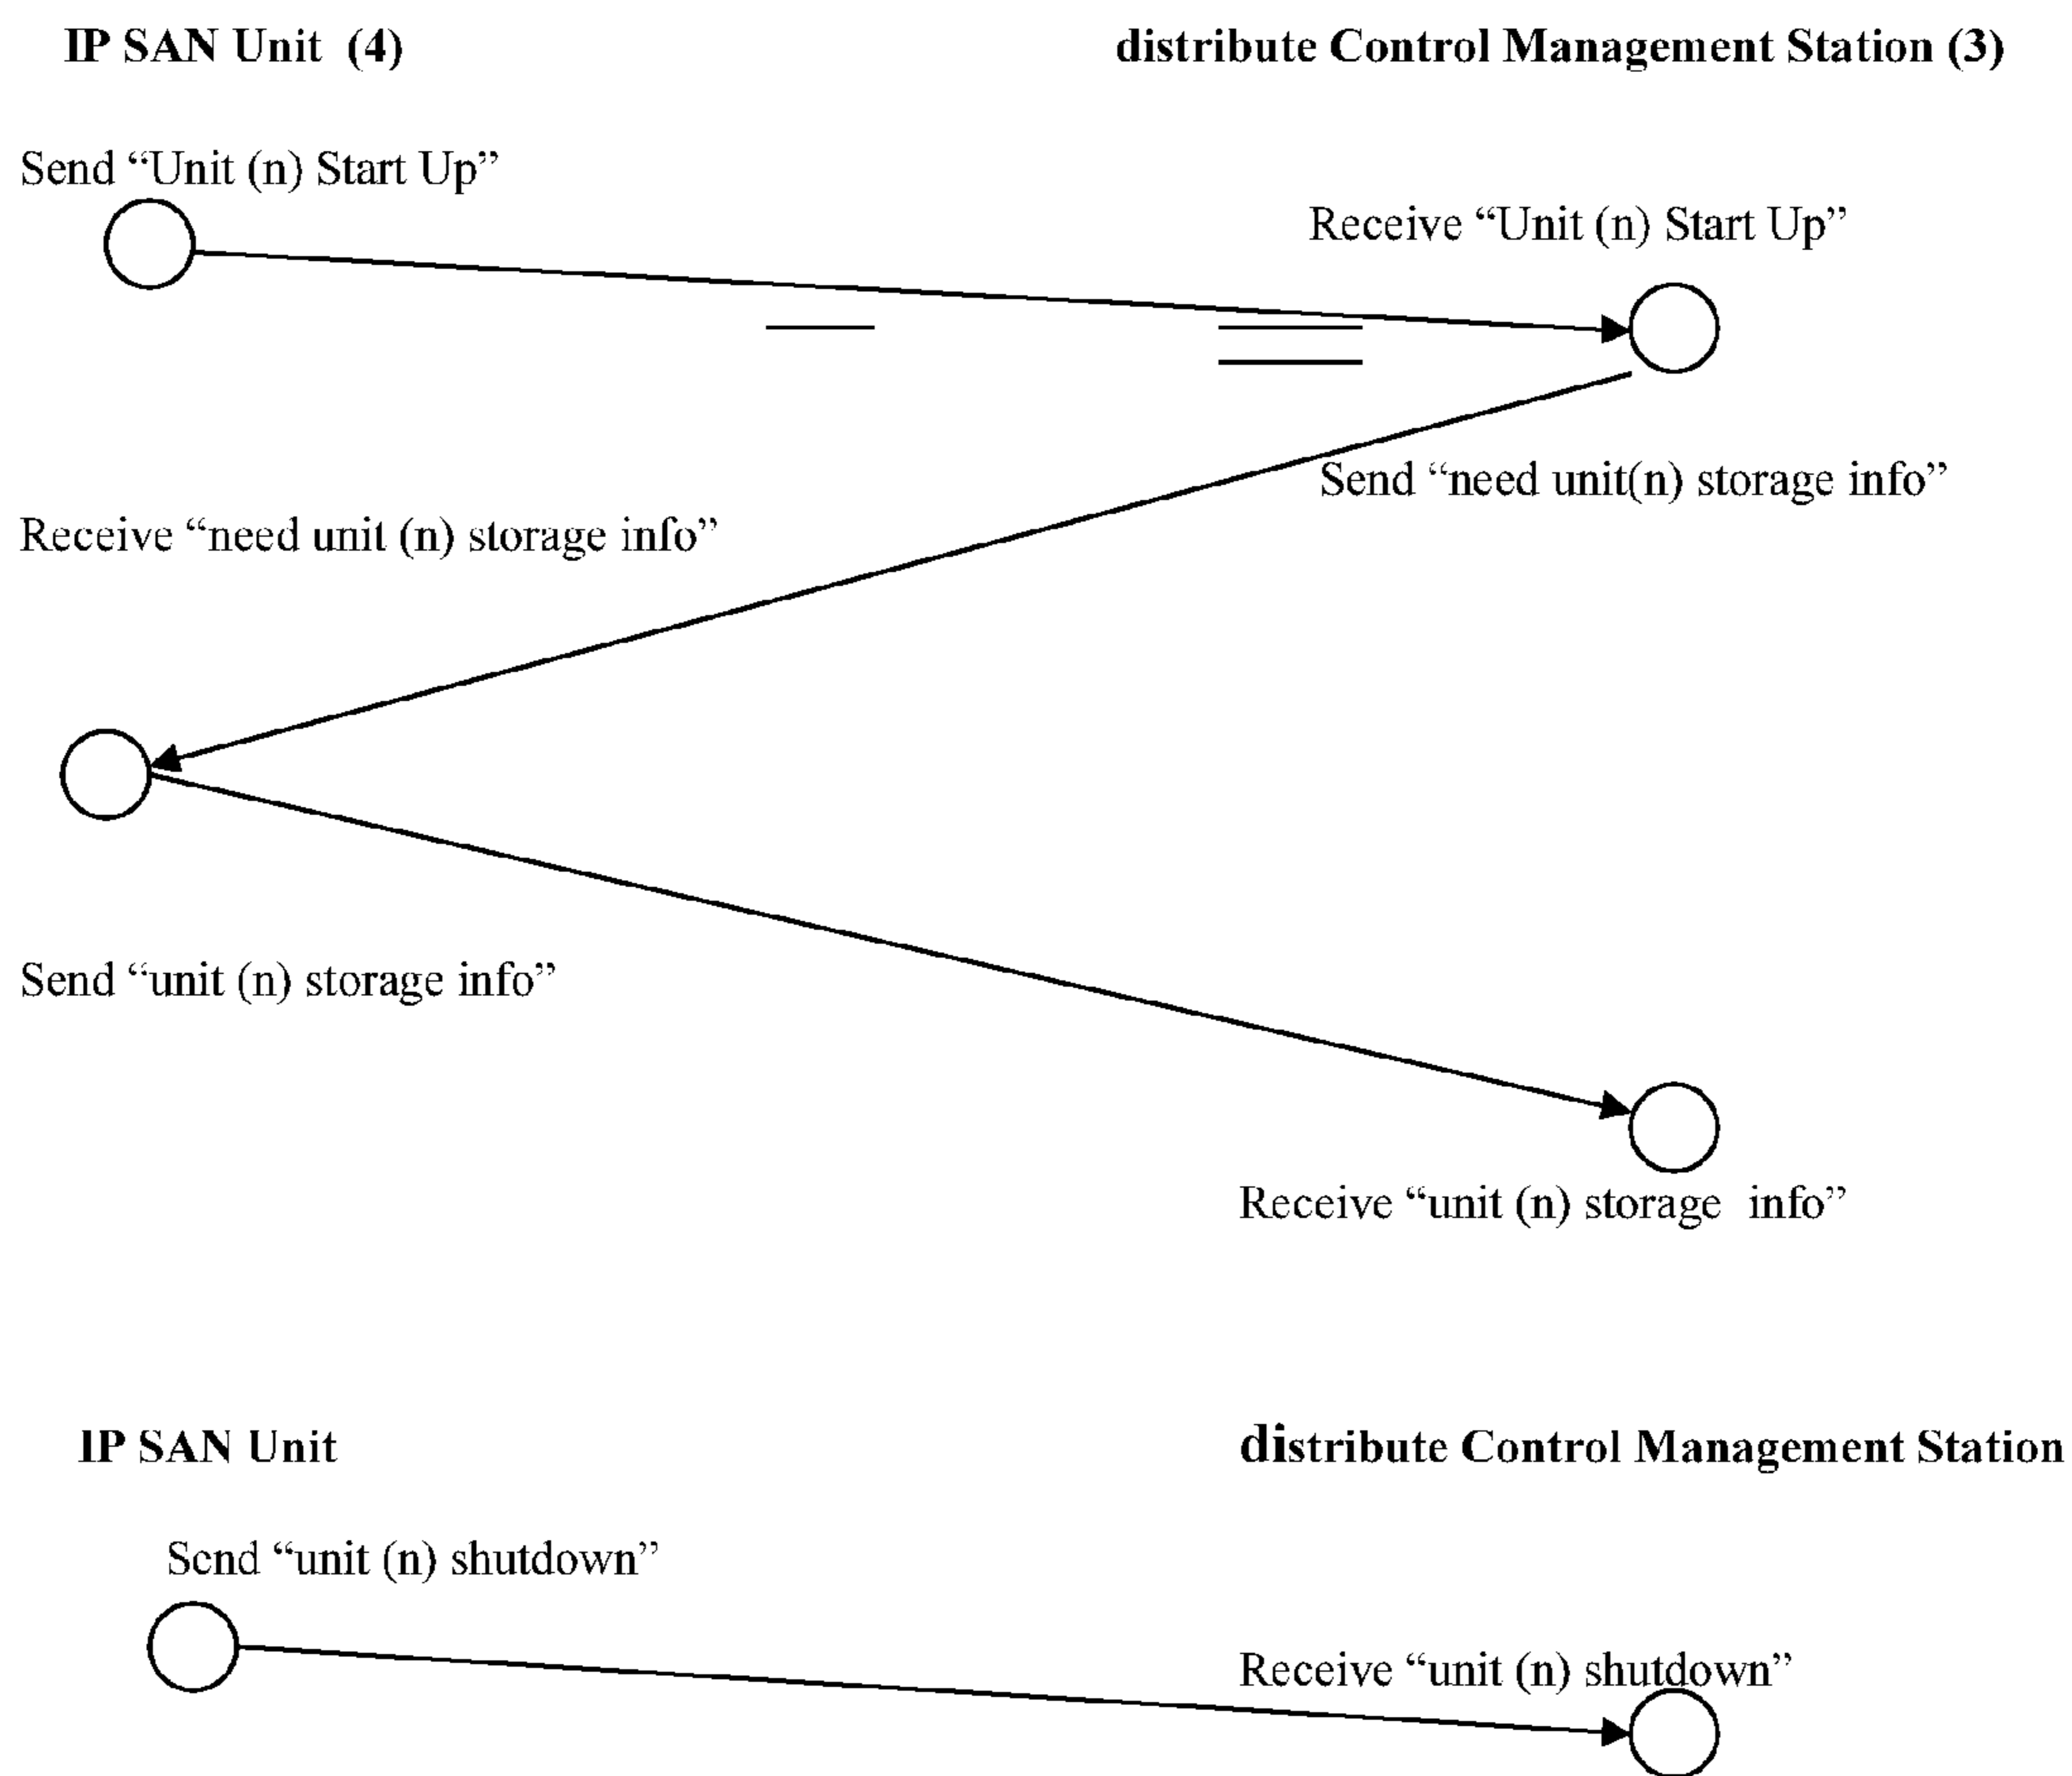 IP SAN Unit (4)
distribute Control Management Station (3)
Send “Unit (n) Start Up”
Receive “Unit (n) Start Up”
Send “need unit(n) storage info”
Receive “need unit (n) storage info”
Send “unit (n) storage info”
Receive “unit (n) storage info”
IP SAN Unit
distribute Control Management Station
Send “unit (n) shutdown”
Receive “unit (n) shutdown”